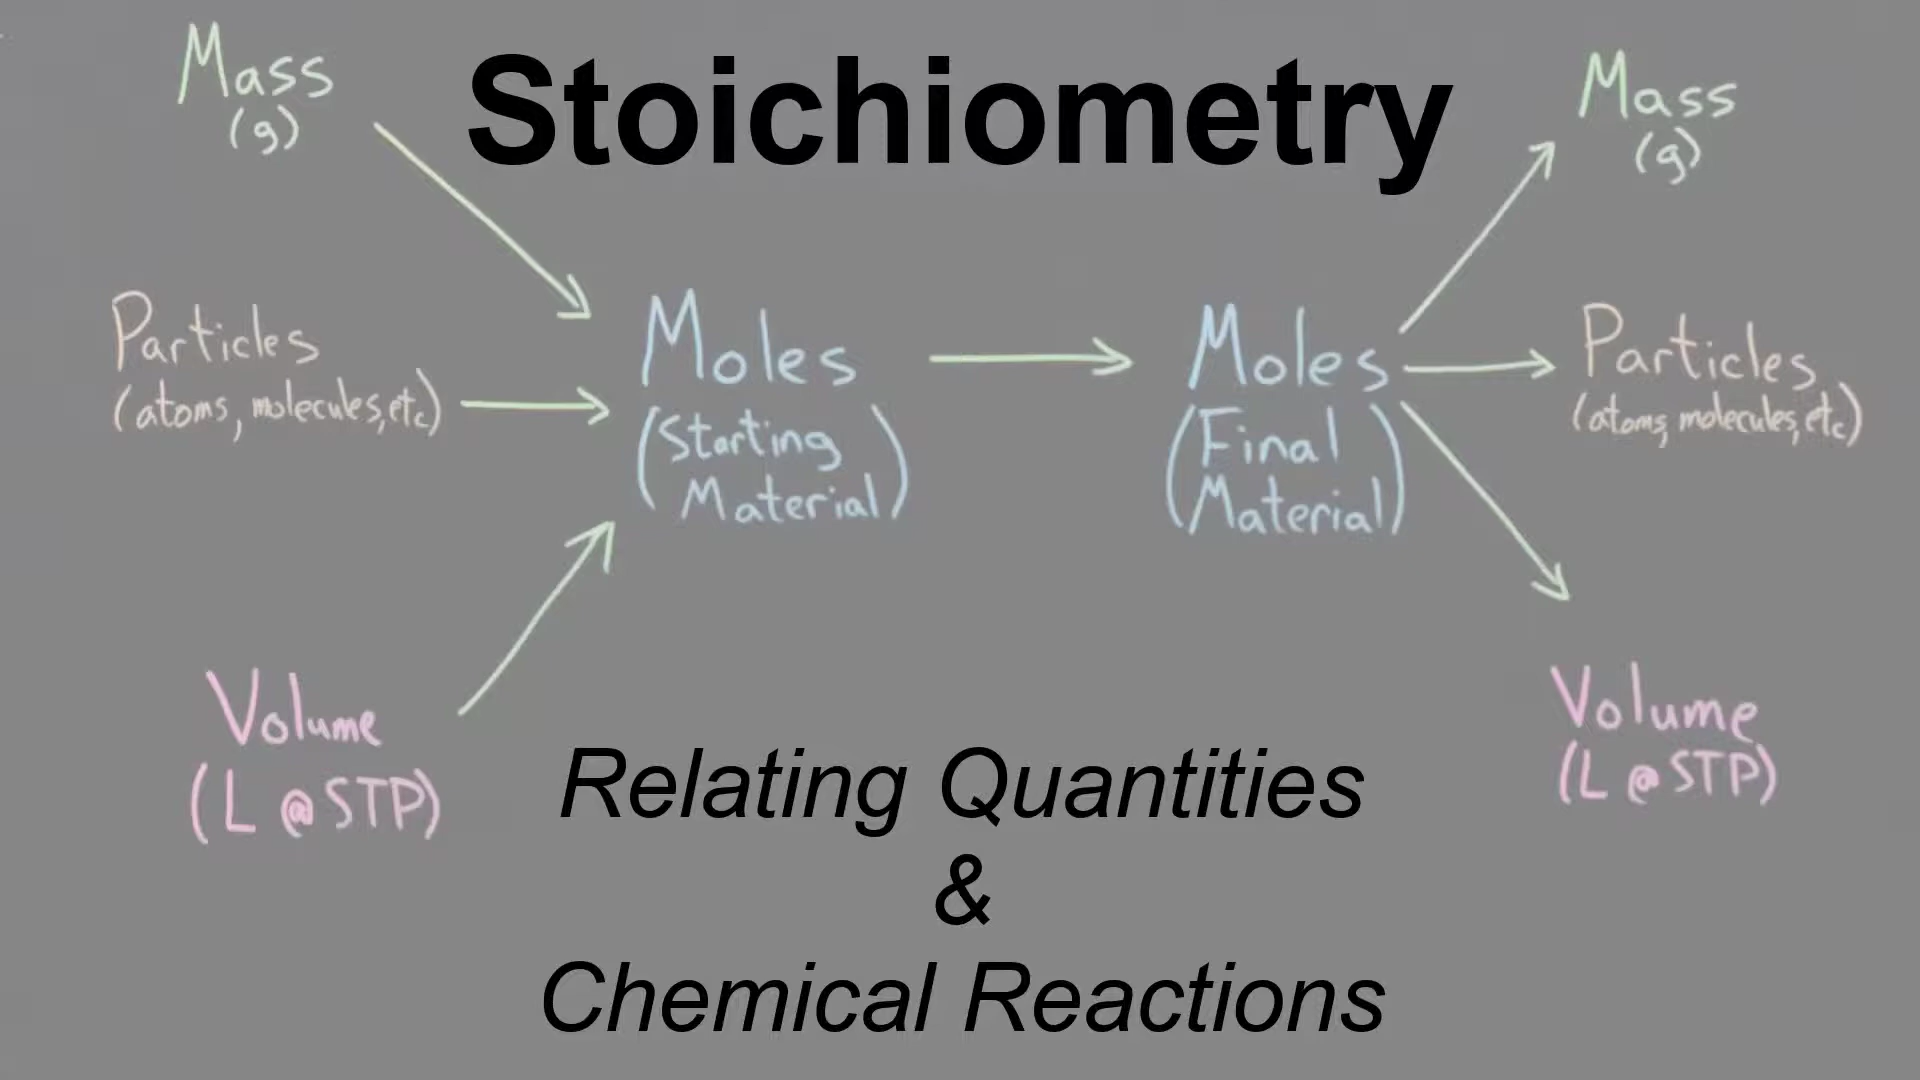 Stoichiometry
Mass
(g)
Particles
(atoms, molecules, etc)
Volume
(L @ STP)
Moles
(Starting
Material)
Moles
(Final
Material)
Mass
(g)
Particles
(atoms, molecules, etc)
Volume
(L @ STP)
Relating Quantities
&
Chemical Reactions